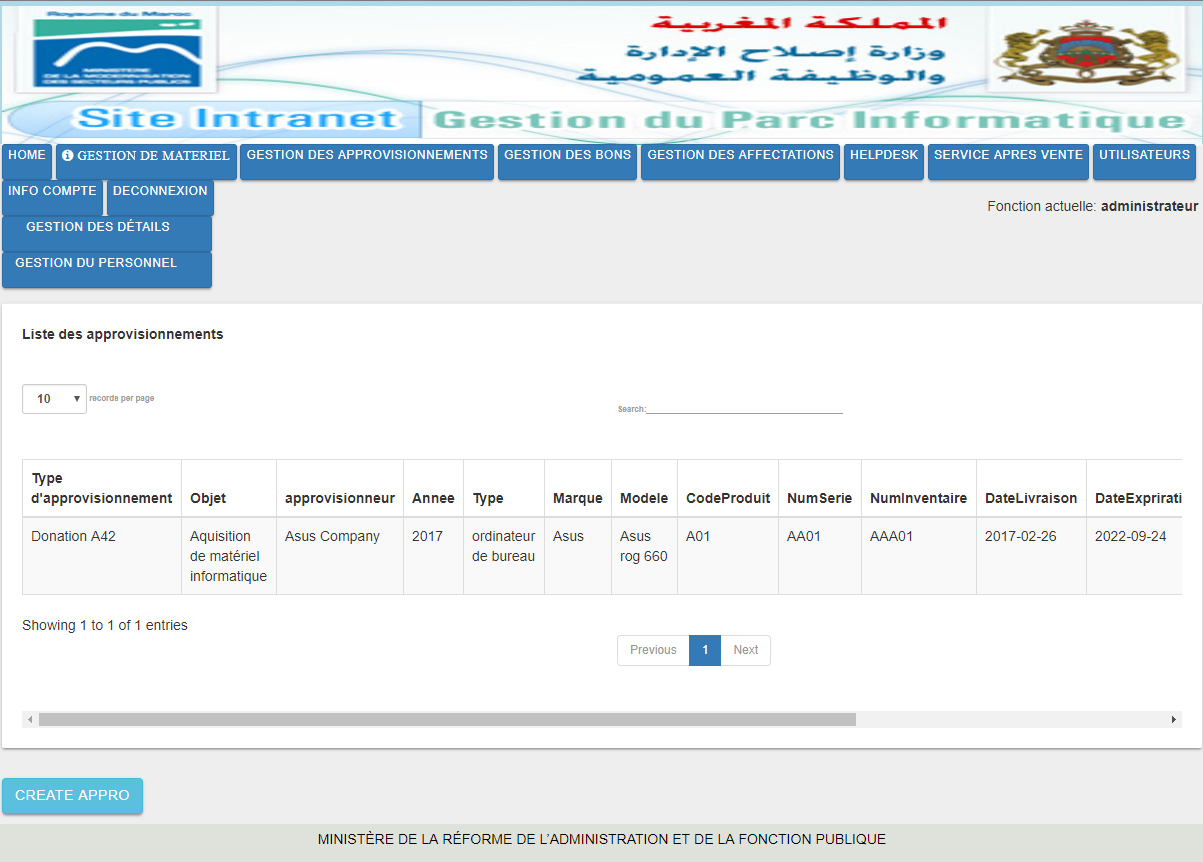 Royaume du Maroc
MINISTERE
DE LA MODERNISATION
DES SECTEURS PUBLICS
المملكة المغربية
وزارة إصلاح الإدارة
والوظيفة العمومية
Site Intranet Gestion du Parc Informatique
HOME GESTION DE MATERIEL GESTION DES APPROVISIONNEMENTS GESTION DES BONS GESTION DES AFFECTATIONS HELPDESK SERVICE APRES VENTE UTILISATEURS
INFO COMPTE DECONNEXION
Fonction actuelle: administrateur
GESTION DES DÉTAILS
GESTION DU PERSONNEL
Liste des approvisionnements
10 records per page
Search:
Type
d'approvisionnement Objet approvisionneur Annee Type Marque Modele CodeProduit NumSerie NumInventaire DateLivraison DateExprirati
Donation A42 Aquisition Asus Company 2017 ordinateur Asus Asus A01 AA01 AAA01 2017-02-26 2022-09-24
de matériel de bureau rog 660
informatique
Showing 1 to 1 of 1 entries
Previous 1 Next
CREATE APPRO
MINISTÈRE DE LA RÉFORME DE L’ADMINISTRATION ET DE LA FONCTION PUBLIQUE